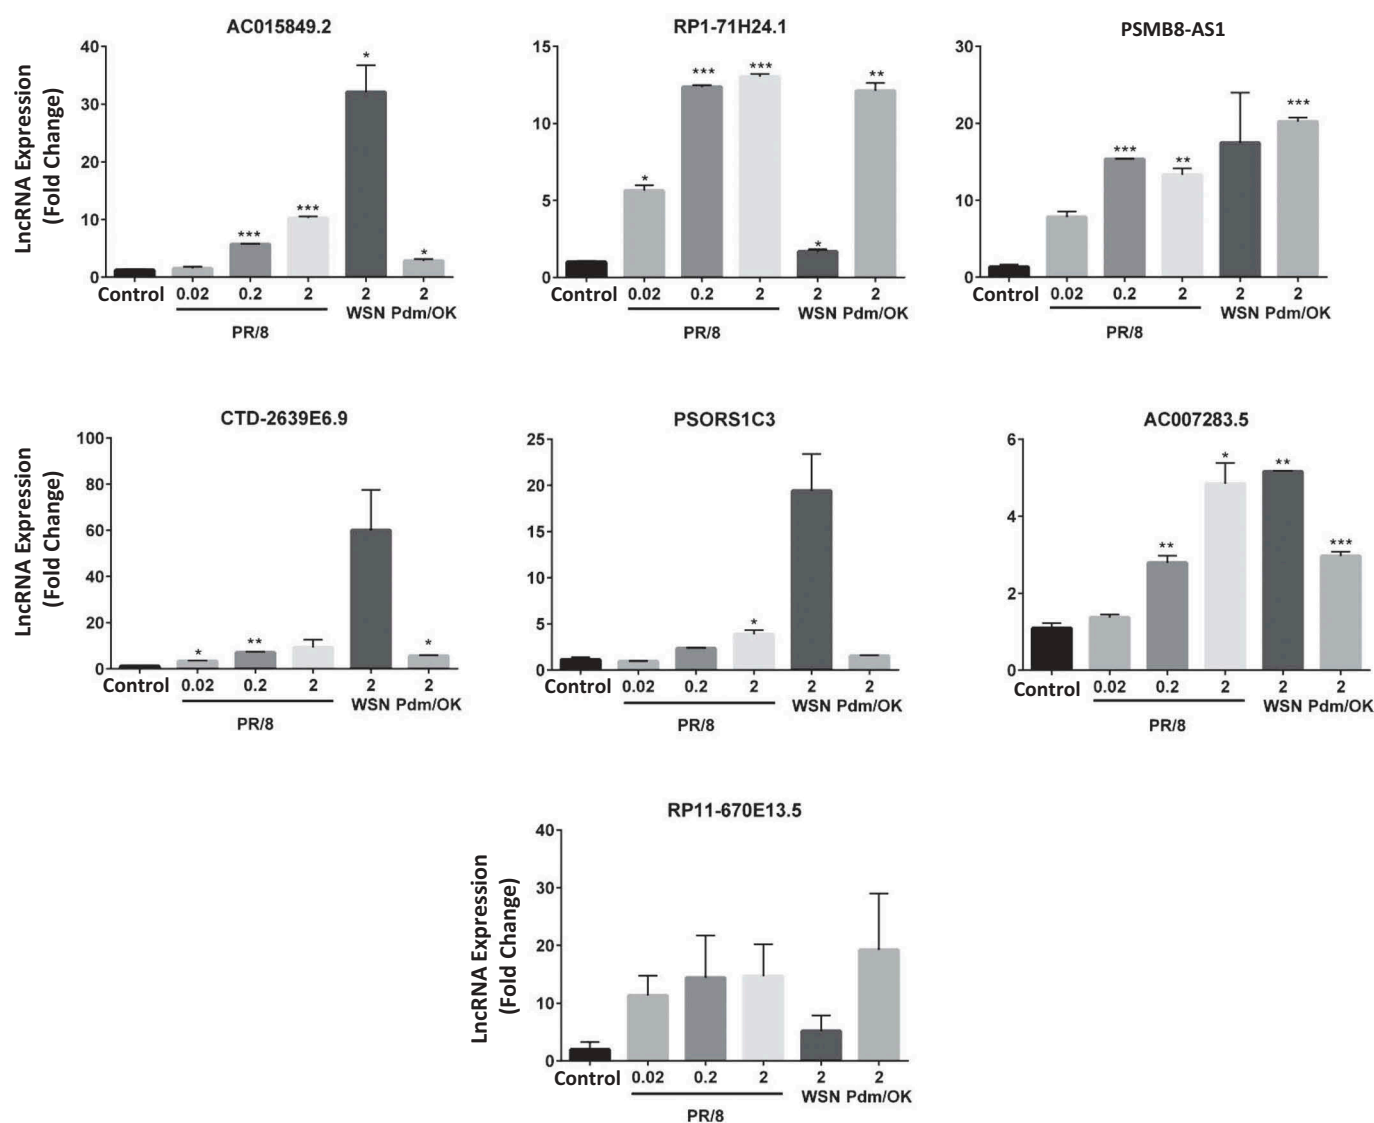 AC015849.2
LncRNA Expression
(Fold Change)
40
30
20
10
0
* 
***
***
*
*
Control 0.02 0.2 2 2 2
WSN Pdm/OK
PR/8
RP1-71H24.1
15
10
5
0
*
***
***
*
**
Control 0.02 0.2 2 2 2
WSN Pdm/OK
PR/8
PSMB8-AS1
30
20
10
0
***
**
***
Control 0.02 0.2 2 2 2
WSN Pdm/OK
PR/8
CTD-2639E6.9
LncRNA Expression
(Fold Change)
100
80
60
40
20
0
*
**
*
Control 0.02 0.2 2 2 2
WSN Pdm/OK
PR/8
PSORS1C3
25
20
15
10
5
0
*
Control 0.02 0.2 2 2 2
WSN Pdm/OK
PR/8
AC007283.5
6
4
2
0
**
*
**
***
Control 0.02 0.2 2 2 2
WSN Pdm/OK
PR/8
RP11-670E13.5
LncRNA Expression
(Fold Change)
40
30
20
10
0
Control 0.02 0.2 2 2 2
WSN Pdm/OK
PR/8